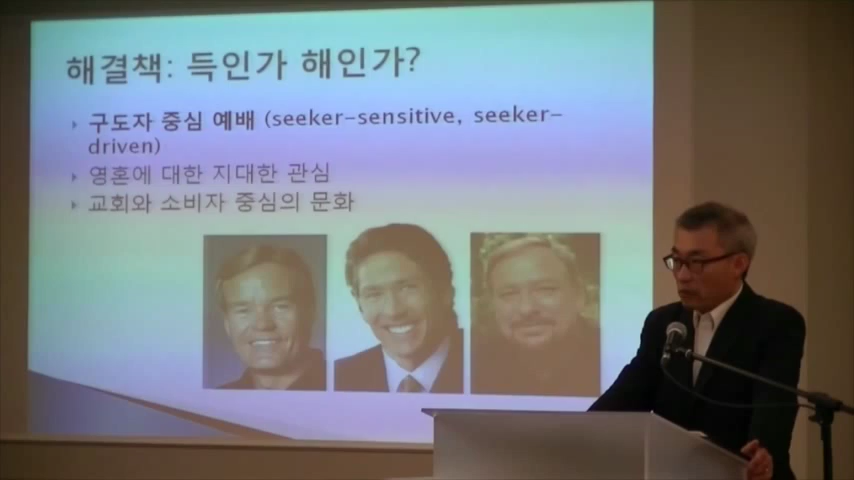 해결책: 득인가 해인가?
구도자 중심 예배 (seeker-sensitive, seeker-
driven)
영혼에 대한 지대한 관심
교회와 소비자 중심의 문화